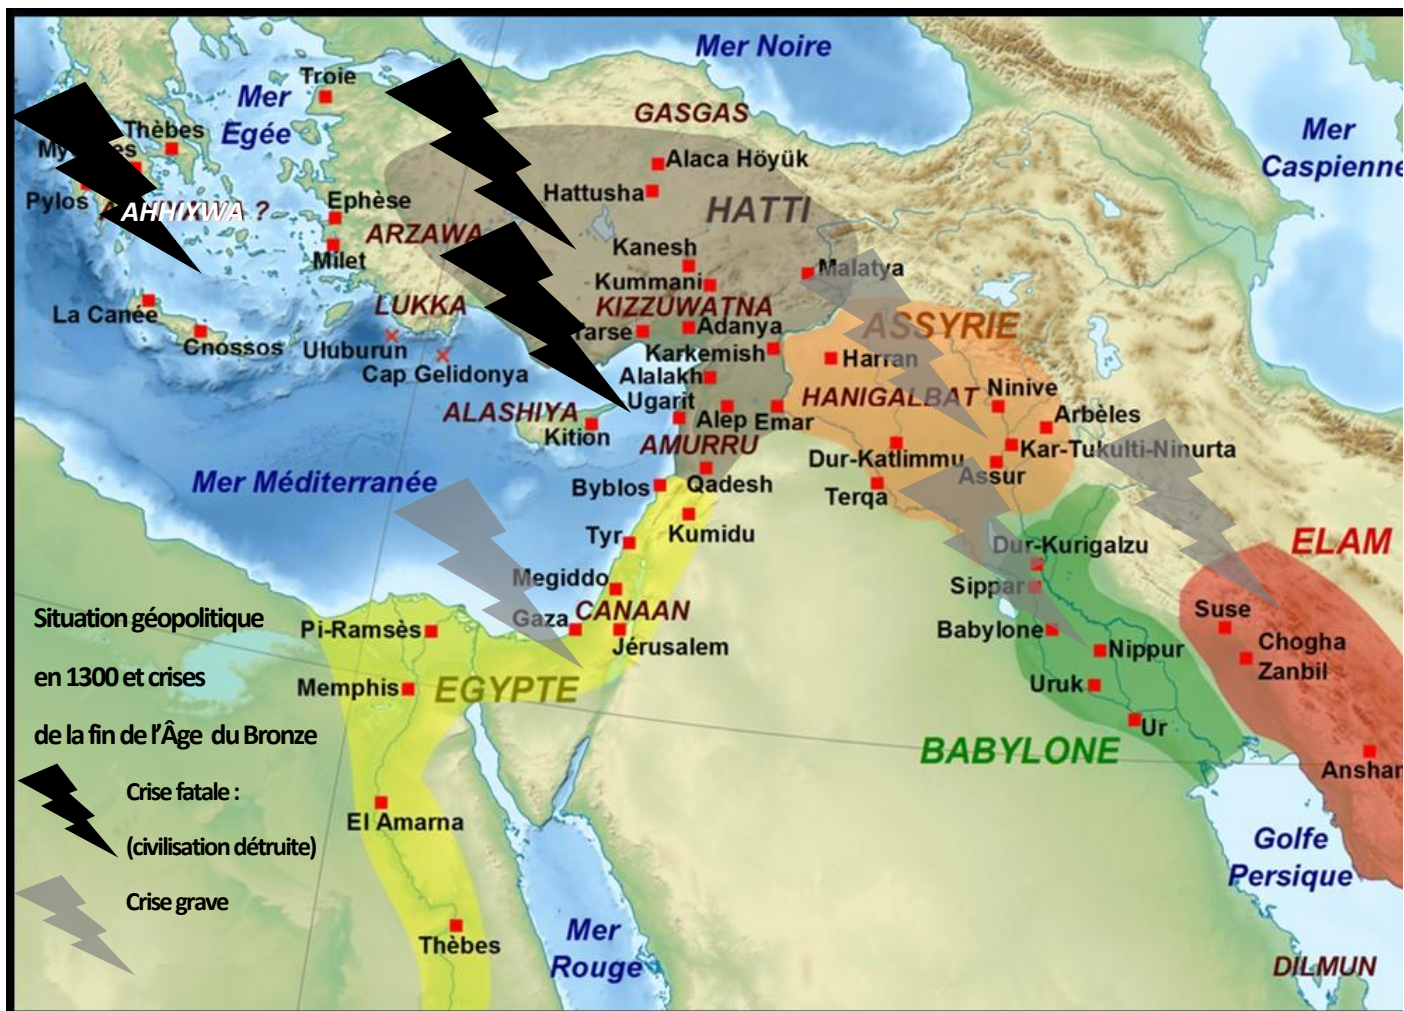 Mer Noire
Mer
Caspienne
Mer
Egée
Troie
GASGAS
Thèbes
Alaca Höyük
Pylos
AHHIXWA ?
AHHIXWA
Hattusha
HATTI
Ephèse
ARZAWA
Milet
Kanesh
Malatya
Kummani
La Canée
LUKKA
KIZZUWATNA
ASSYRIE
Cnossos
Uluburun
Adanya
Karkemish
Harran
Cap Gelidonya
Alalakh
Ugarit
HANIGALBAT
Ninive
ALASHIYA
Kition
Alep
Emar
Arbèles
AMURRU
Kar-Tukulti-Ninurta
Dur-Katlimmu
Assur
Mer Méditerranée
Byblos
Qadesh
Terqa
Kumidu
Tyr
Dur-Kurigalzu
ELAM
Megiddo
Sippar
Situation géopolitique
Gaza
CANAAN
Suse
Pi-Ramsès
Jérusalem
Babylone
Nippur
Chogha
Zanbil
en 1300 et crises
Memphis
EGYPTE
Uruk
de la fin de l'Âge du Bronze
Ur
BABYLONE
Anshan
Crise fatale :
El Amarna
(civilisation détruite)
Golfe
Persique
Crise grave
Thèbes
Mer
Rouge
DILMUN